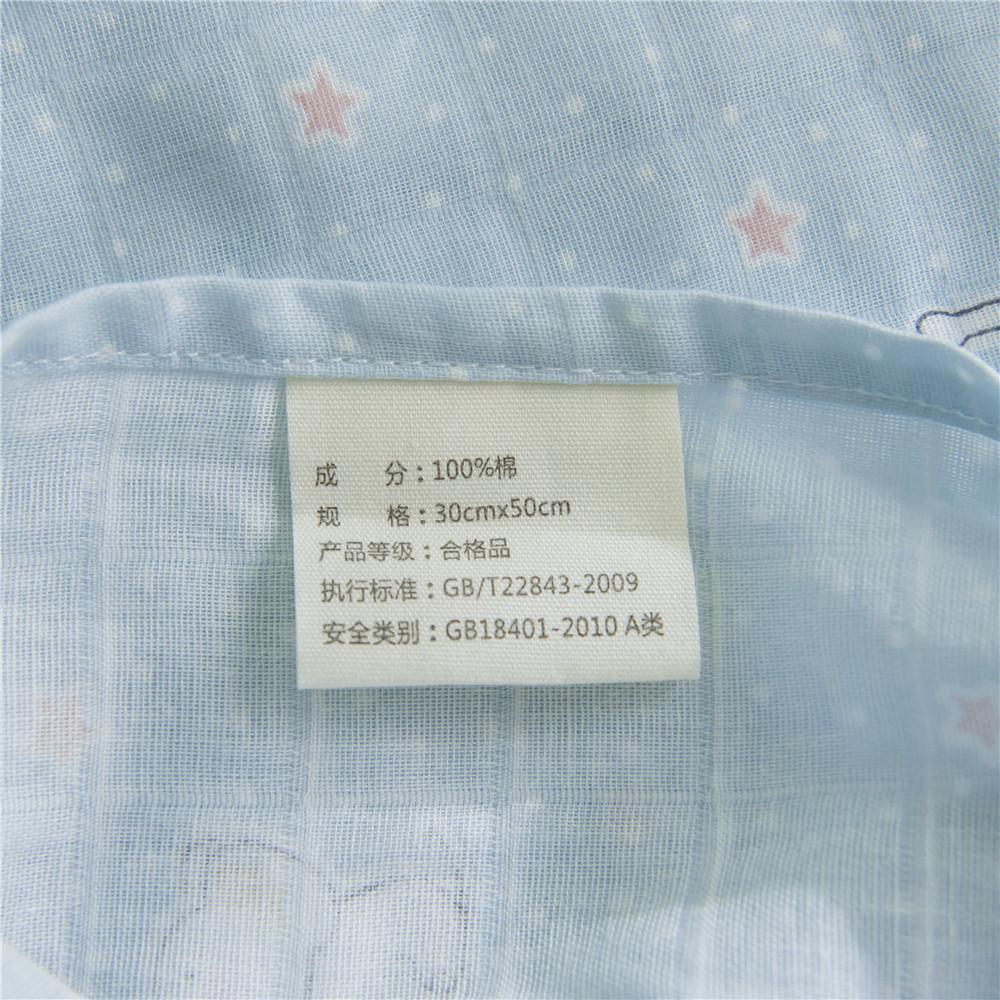 成 分:100%棉
规 格:30cmx50cm
产品等级:合格品
执行标准:GB/T22843-2009
安全类别:GB18401-2010 A类